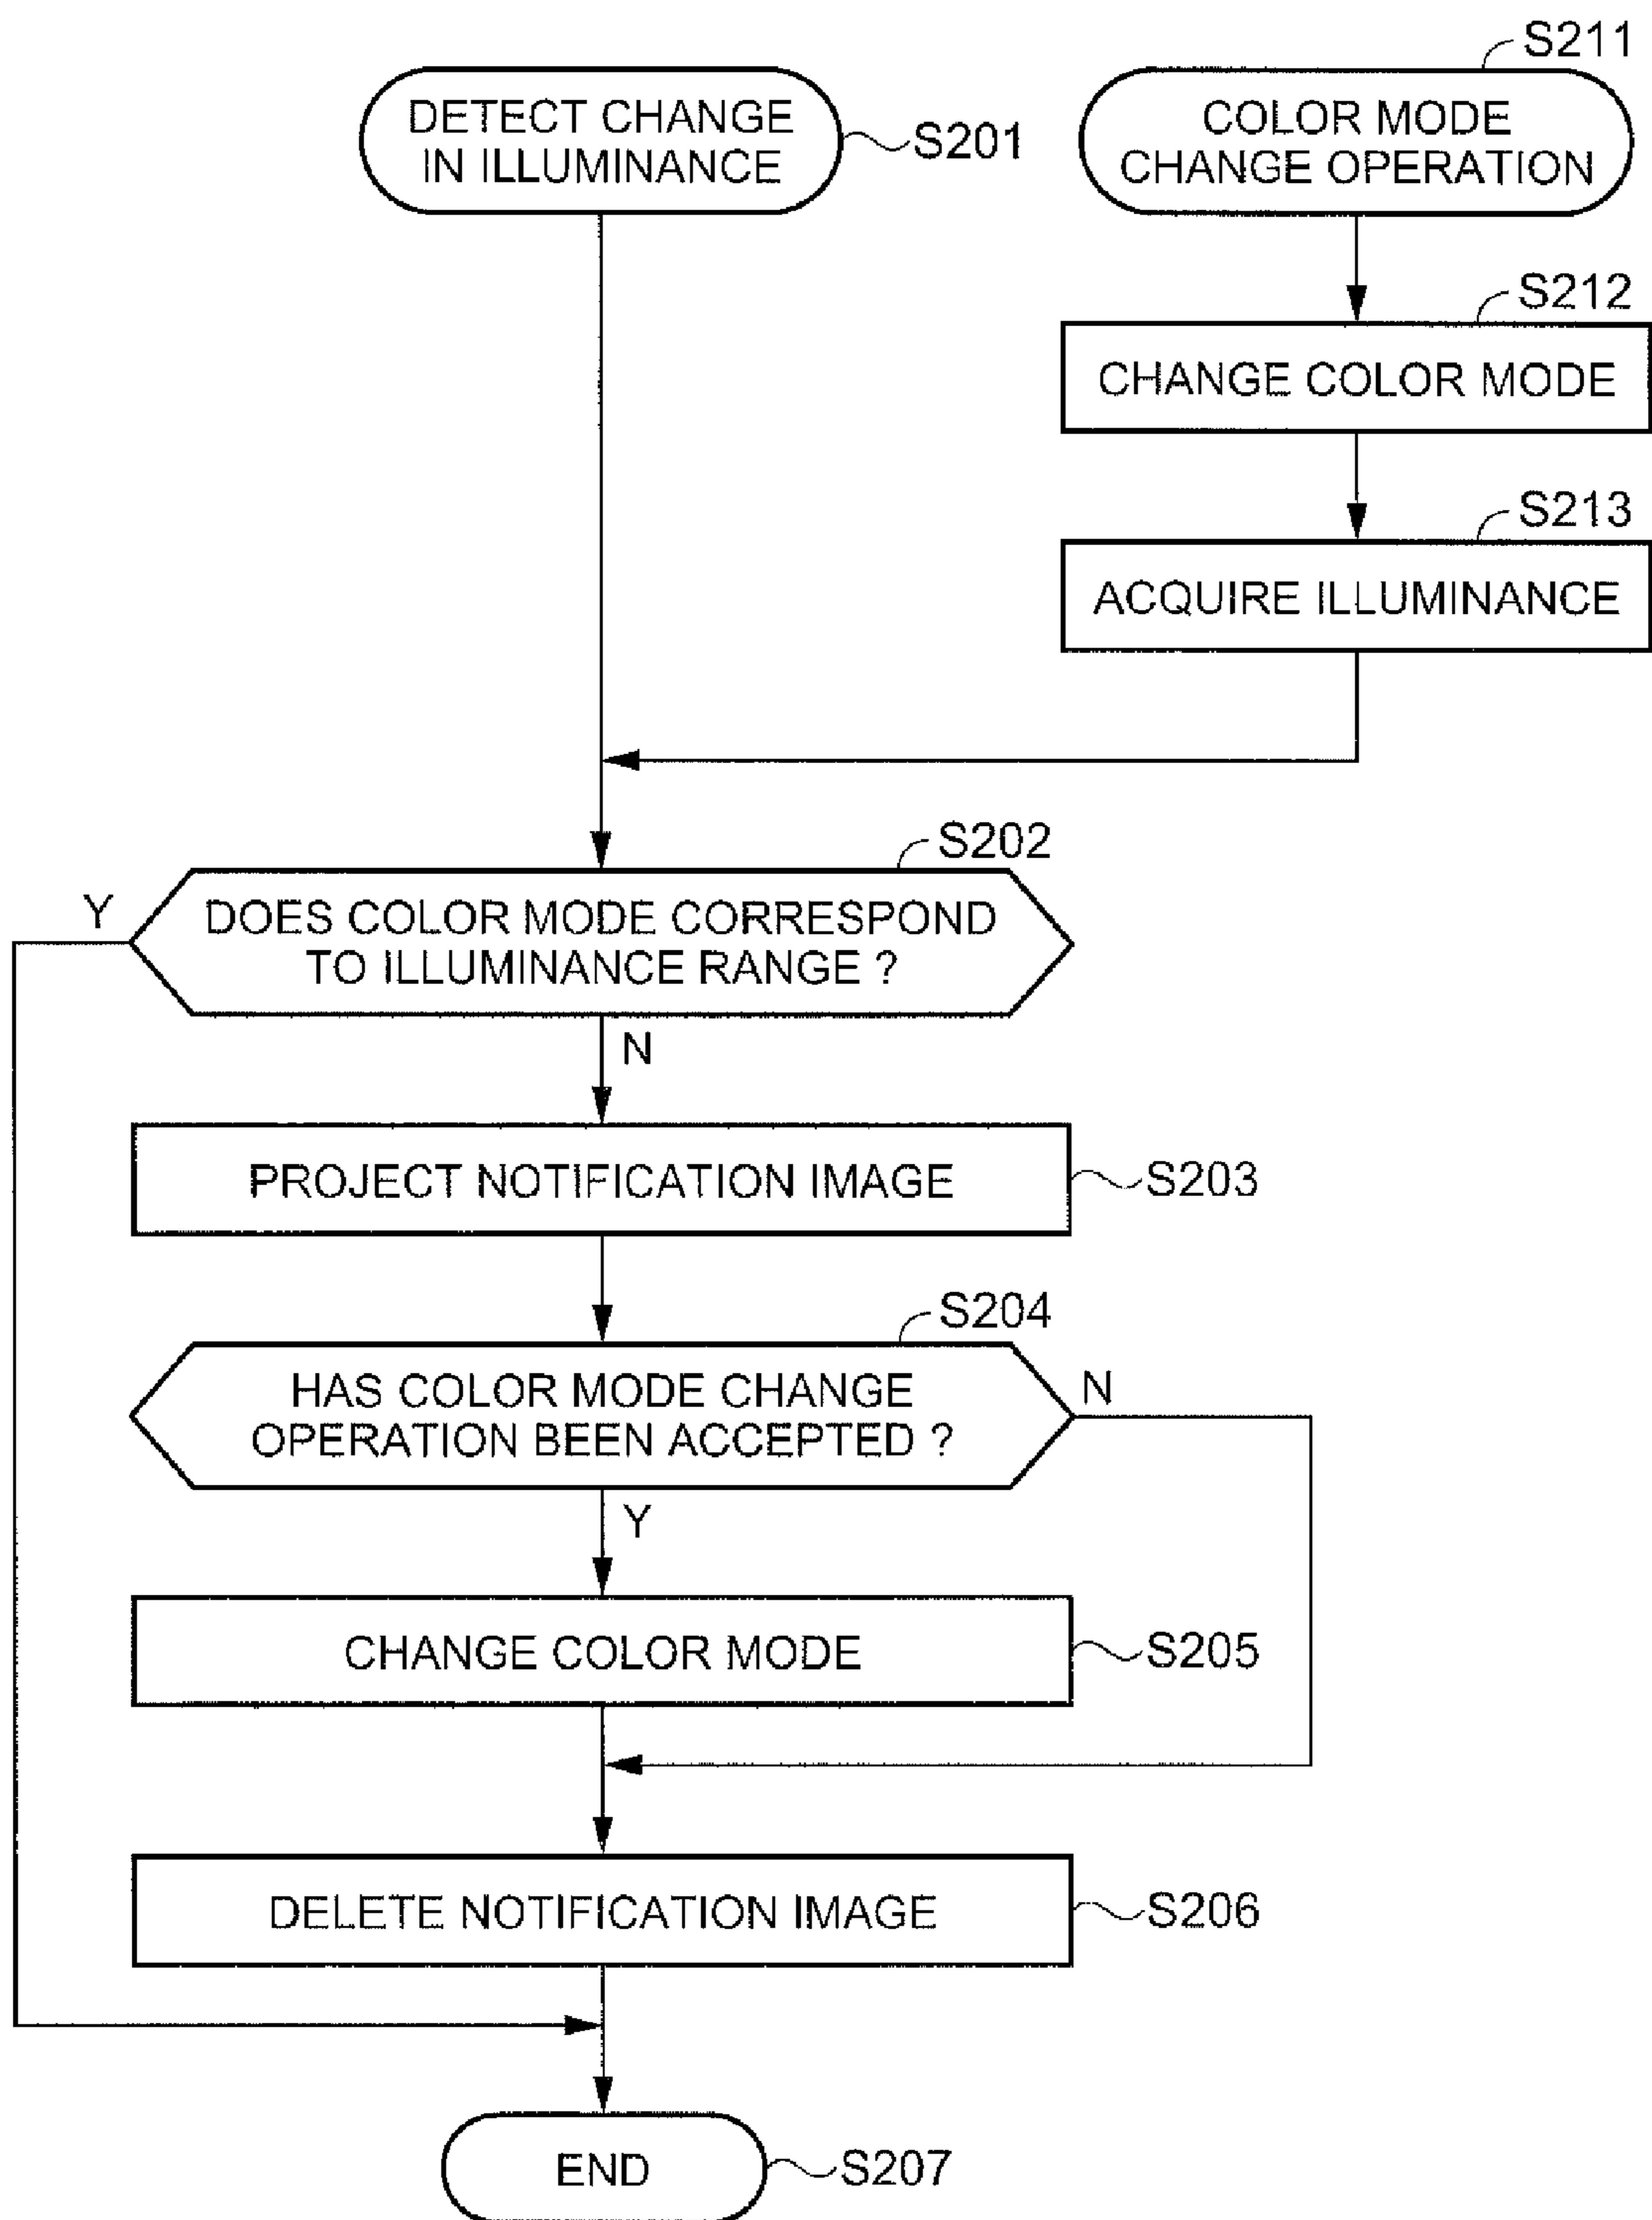 S211
DETECT CHANGE
IN ILLUMINANCE
S201
COLOR MODE
CHANGE OPERATION
S212
CHANGE COLOR MODE
S213
ACQUIRE ILLUMINANCE
S202
Y
DOES COLOR MODE CORRESPOND
TO ILLUMINANCE RANGE ?
N
PROJECT NOTIFICATION IMAGE
S203
S204
HAS COLOR MODE CHANGE
OPERATION BEEN ACCEPTED ?
N
Y
CHANGE COLOR MODE
S205
DELETE NOTIFICATION IMAGE
S206
END
S207